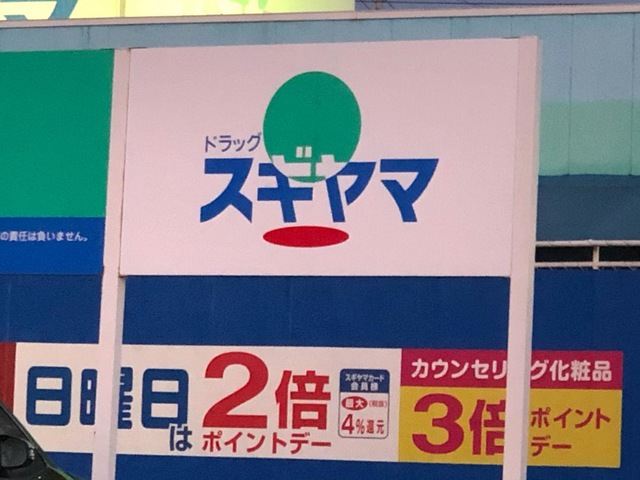 ドラッグ
スギヤマ
の責任は負いません。
日曜日は
2倍
ポイントデー
スギヤマカード
会員様
最大(税抜)
4%還元
カウンセリング化粧品
3倍
ポイント
デー